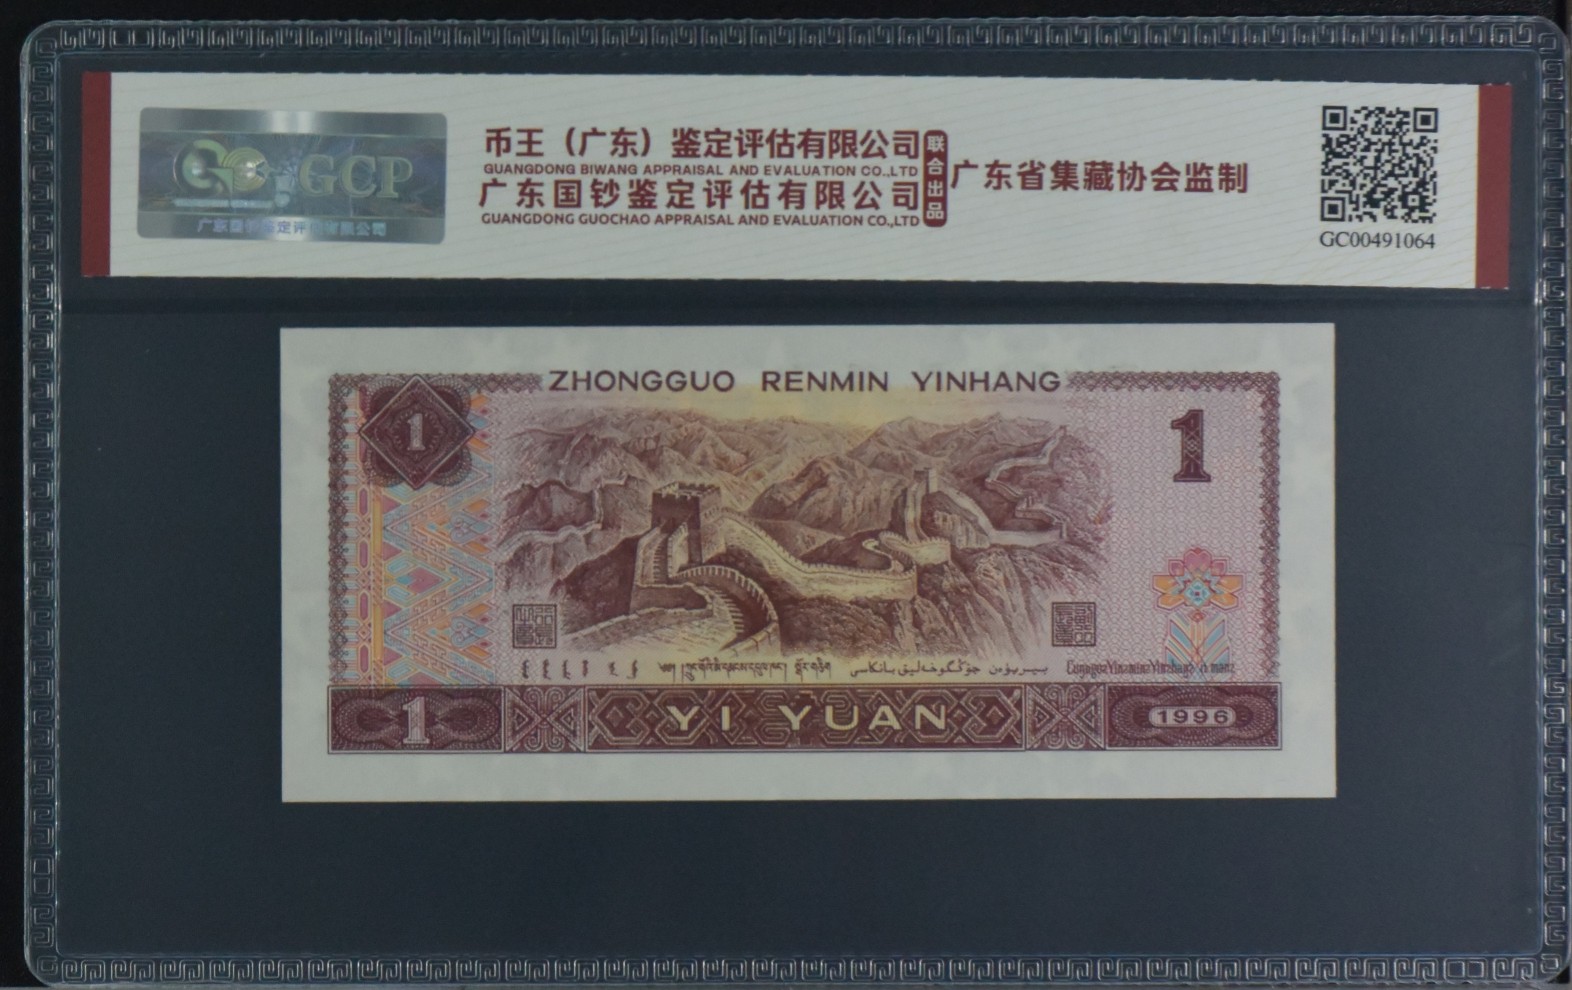 GCP
币王（广东）鉴定评估有限公司
GUANGDONG BIWANG APPRAISAL AND EVALUATION CO.,LTD
广东国钞鉴定评估有限公司
GUANGDONG GUOCHAO APPRAISAL AND EVALUATION CO.,LTD
联合出品
广东省集藏协会监制
GC00491064
ZHONGGUO RENMIN YINHANG
1
1
1
YI YUAN
1996